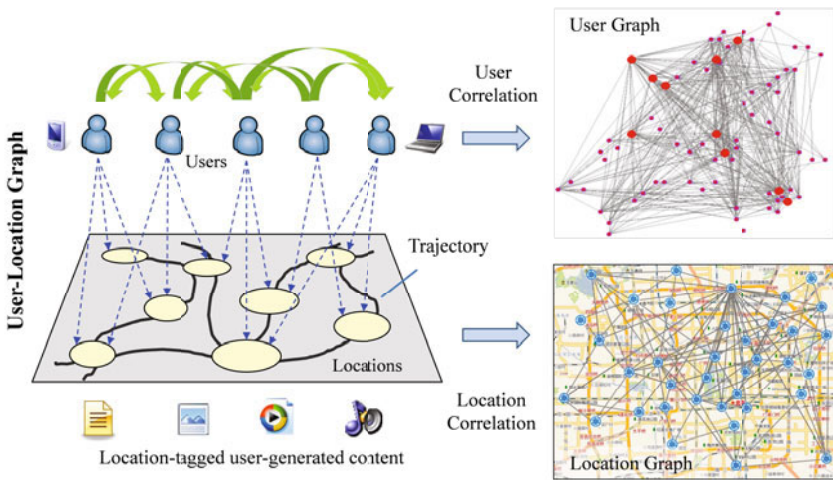 User-Location Graph
Users
Trajectory
Locations
Location-tagged user-generated content
User
Correlation
Location
Correlation
User Graph
Location Graph